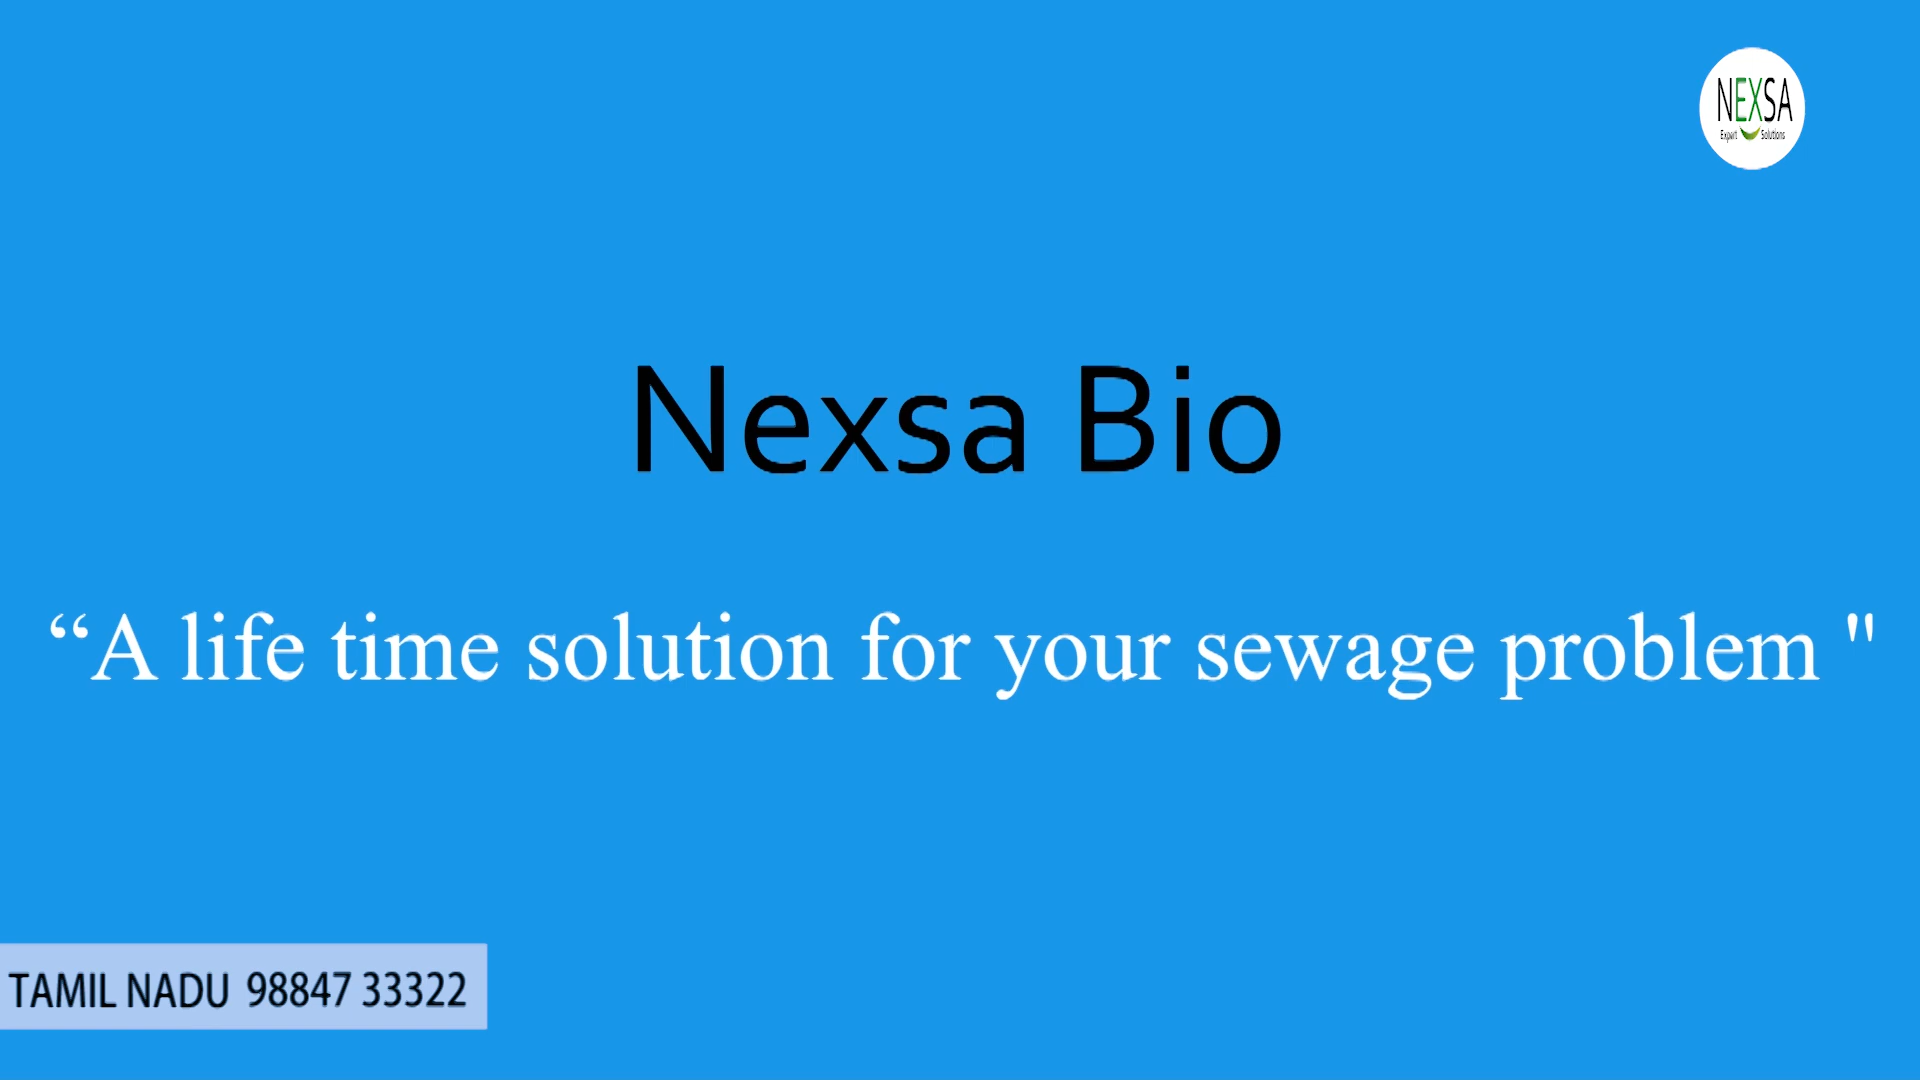 NEXSA
Expert Solutions
Nexsa Bio
“A life time solution for your sewage problem "
TAMIL NADU 98847 33322